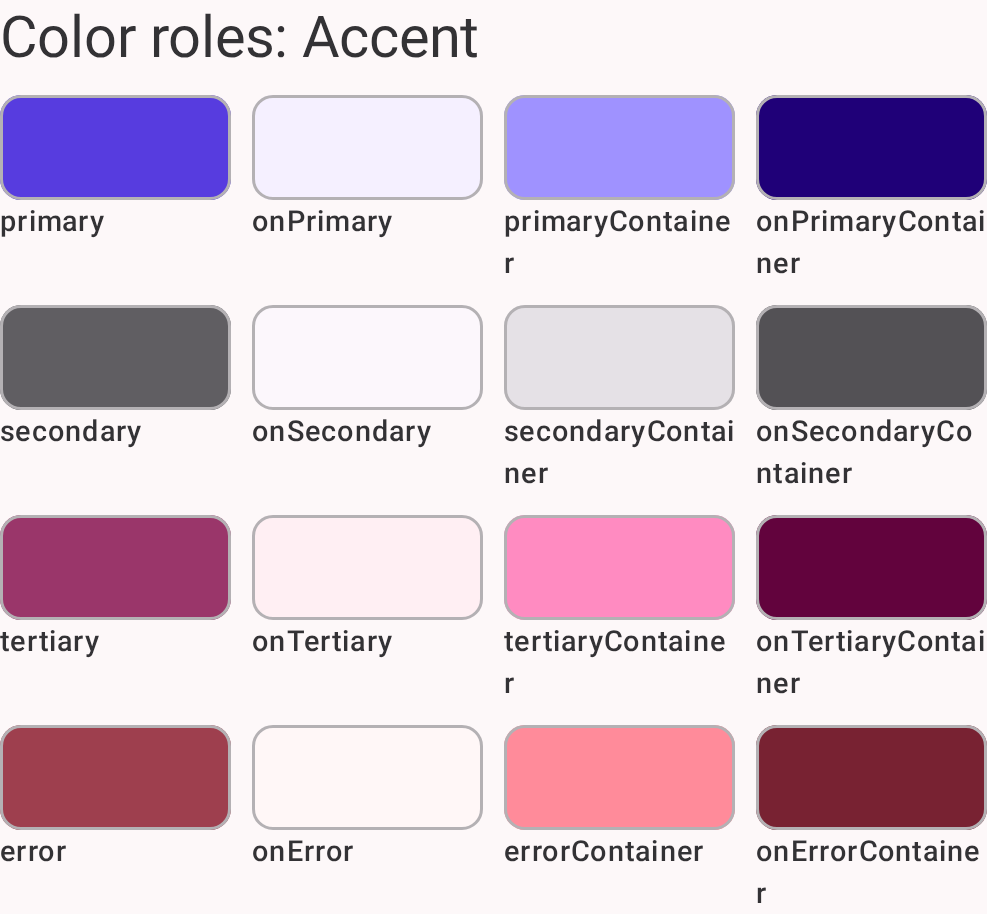 Color roles: Accent
primary
onPrimary
primaryContaine
r
onPrimaryContai
ner
secondary
onSecondary
secondaryContai
ner
onSecondaryCo
ntainer
tertiary
onTertiary
tertiaryContaine
r
onTertiaryContai
ner
error
onError
errorContainer
onErrorContaine
r